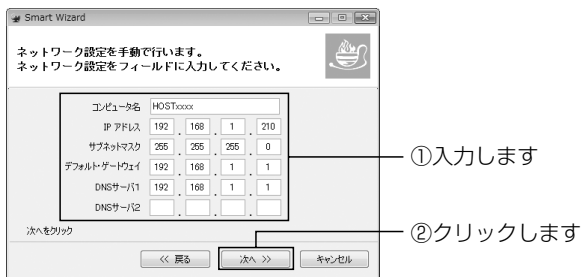 Smart Wizard
ネットワーク設定を手動で行います。
ネットワーク設定をフィールドに入力してください。
コンピュータ名 HOSTxxxx
IP アドレス 192 . 168 . 1 . 210
サブネットマスク 255 . 255 . 255 . 0
デフォルト・ゲートウェイ 192 . 168 . 1 . 1
DNSサーバ1 192 . 168 . 1 . 1
DNSサーバ2 . . .
①入力します
次へをクリック
<< 戻る 次へ >> キャンセル
②クリックします